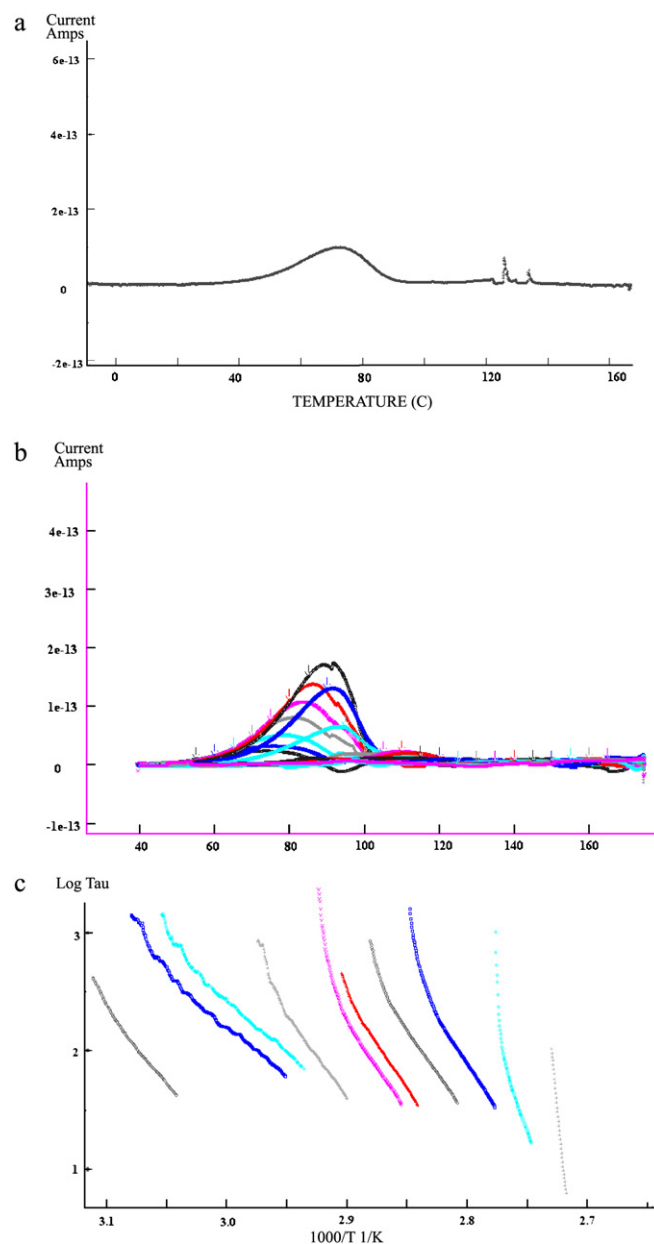 a
Current
Amps
6e-13
4e-13
2e-13
0
-2e-13
0 40 80 120 160
TEMPERATURE (C)
b
Current
Amps
4e-13
3e-13
2e-13
1e-13
0
-1e-13
40 60 80 100 120 140 160
c
Log Tau
3
2
1
3.1 3.0 2.9 2.8 2.7
1000/T 1/K